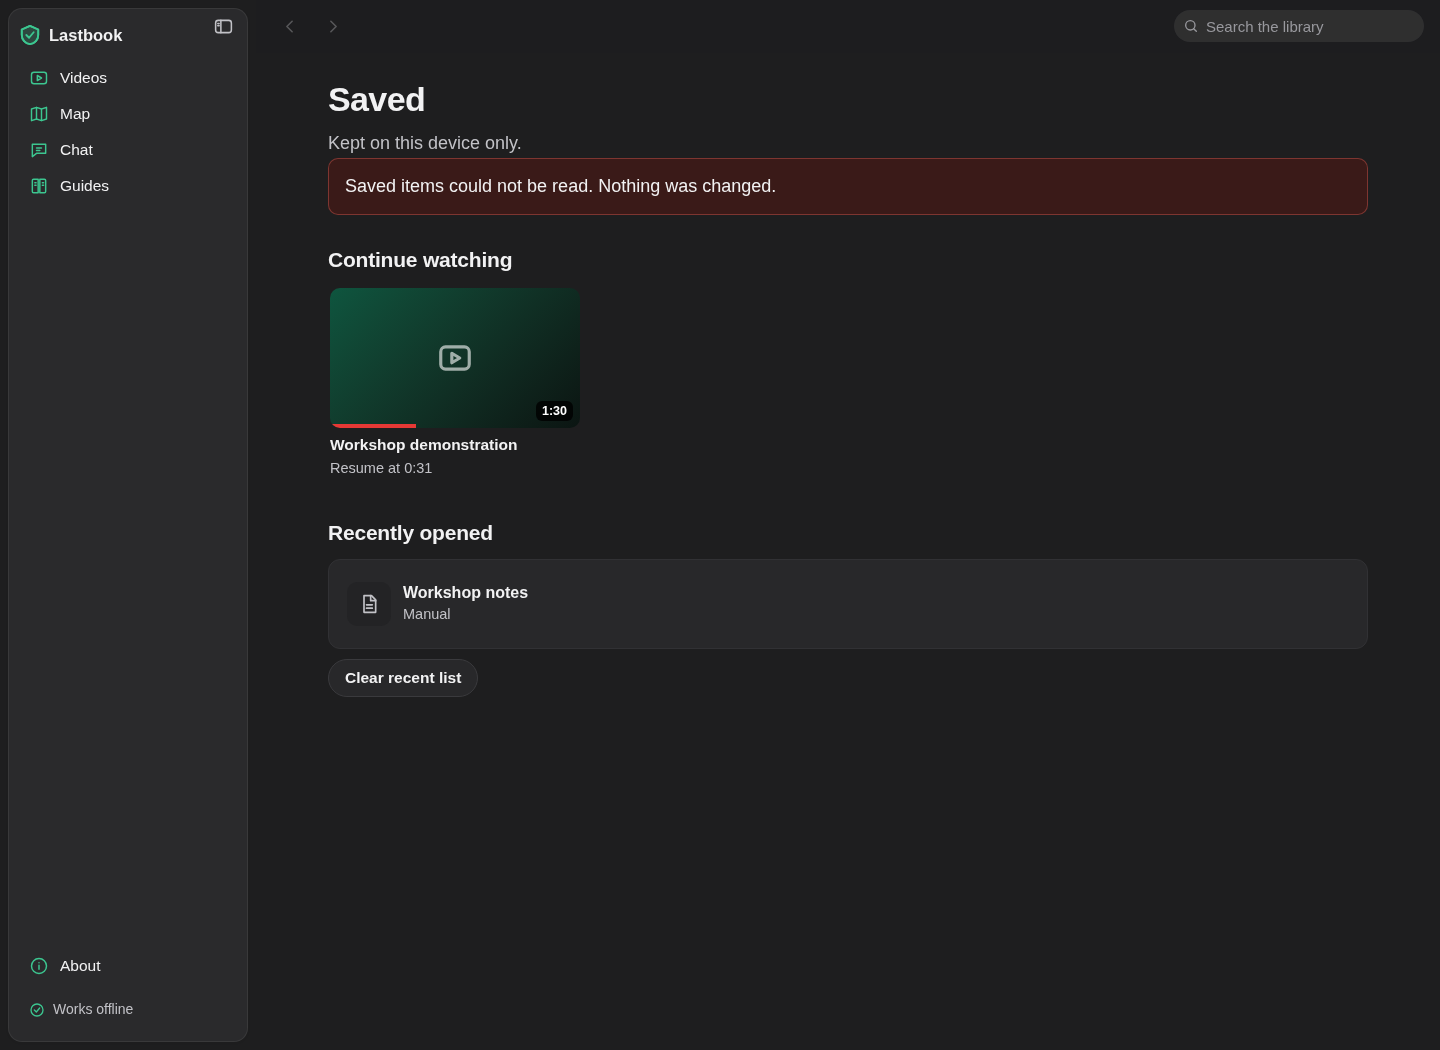 Lastbook
Videos
Map
Chat
Guides
About
Works offline
Search the library
Saved
Kept on this device only.
Saved items could not be read. Nothing was changed.
Continue watching
1:30
Workshop demonstration
Resume at 0:31
Recently opened
Workshop notes
Manual
Clear recent list